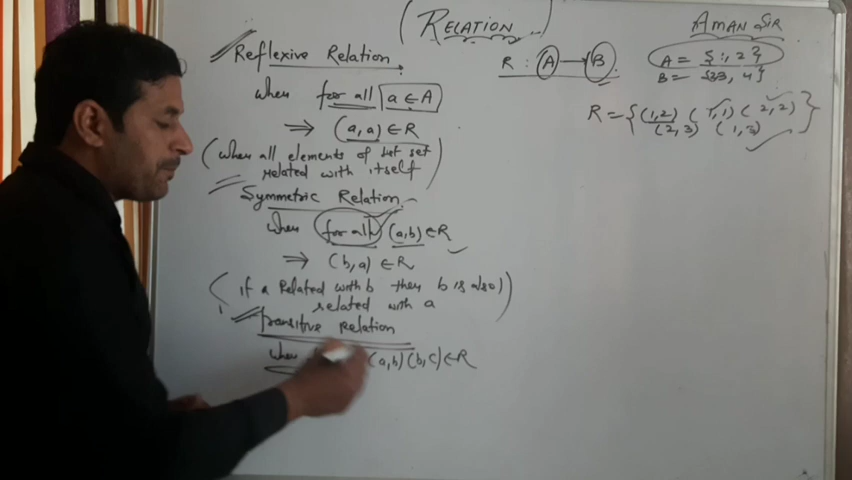 ( RELATION )
AMAN SIR
Reflexive Relation
when for all a ∈ A
⇒ (a, a) ∈ R
(when all elements of set
related with itself)
Symmetric Relation
when for all (a,b) ∈ R
⇒ (b,a) ∈ R
(if a related with b then b is also)
related with a
Transitive Relation
when (a,b) (b,c) ∈ R
R : A → B
A = { 2}
B = 4}
R = {(1,2) ( 1,1) ( 2,2)
(2,3) (1,3) }